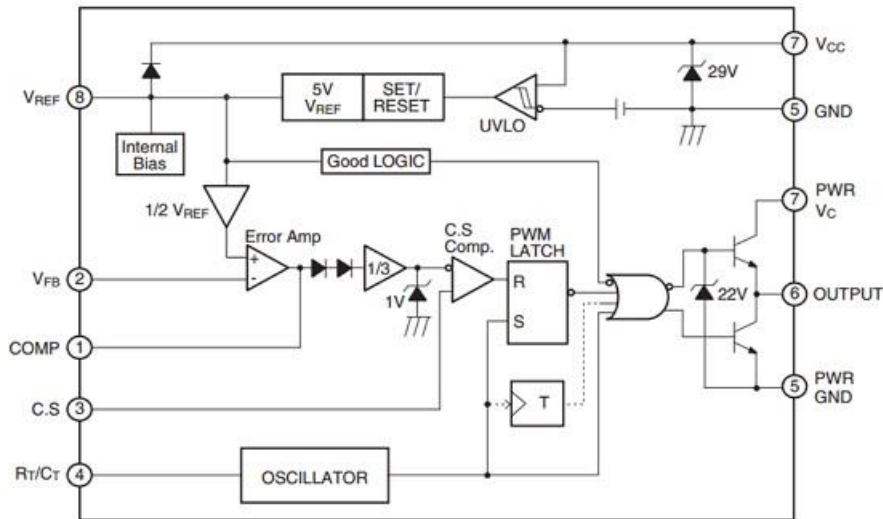 7 VCC
29V
VREF 8
5V
VREF
SET/
RESET
UVLO
5 GND
Internal
Bias
Good LOGIC
1/2 VREF
7 PWR
VC
Error Amp
C.S
Comp.
PWM
LATCH
+
-
1/3
1V
R
S
22V
VFB 2
6 OUTPUT
COMP 1
5 PWR
GND
C.S 3
T
RT/CT 4
OSCILLATOR